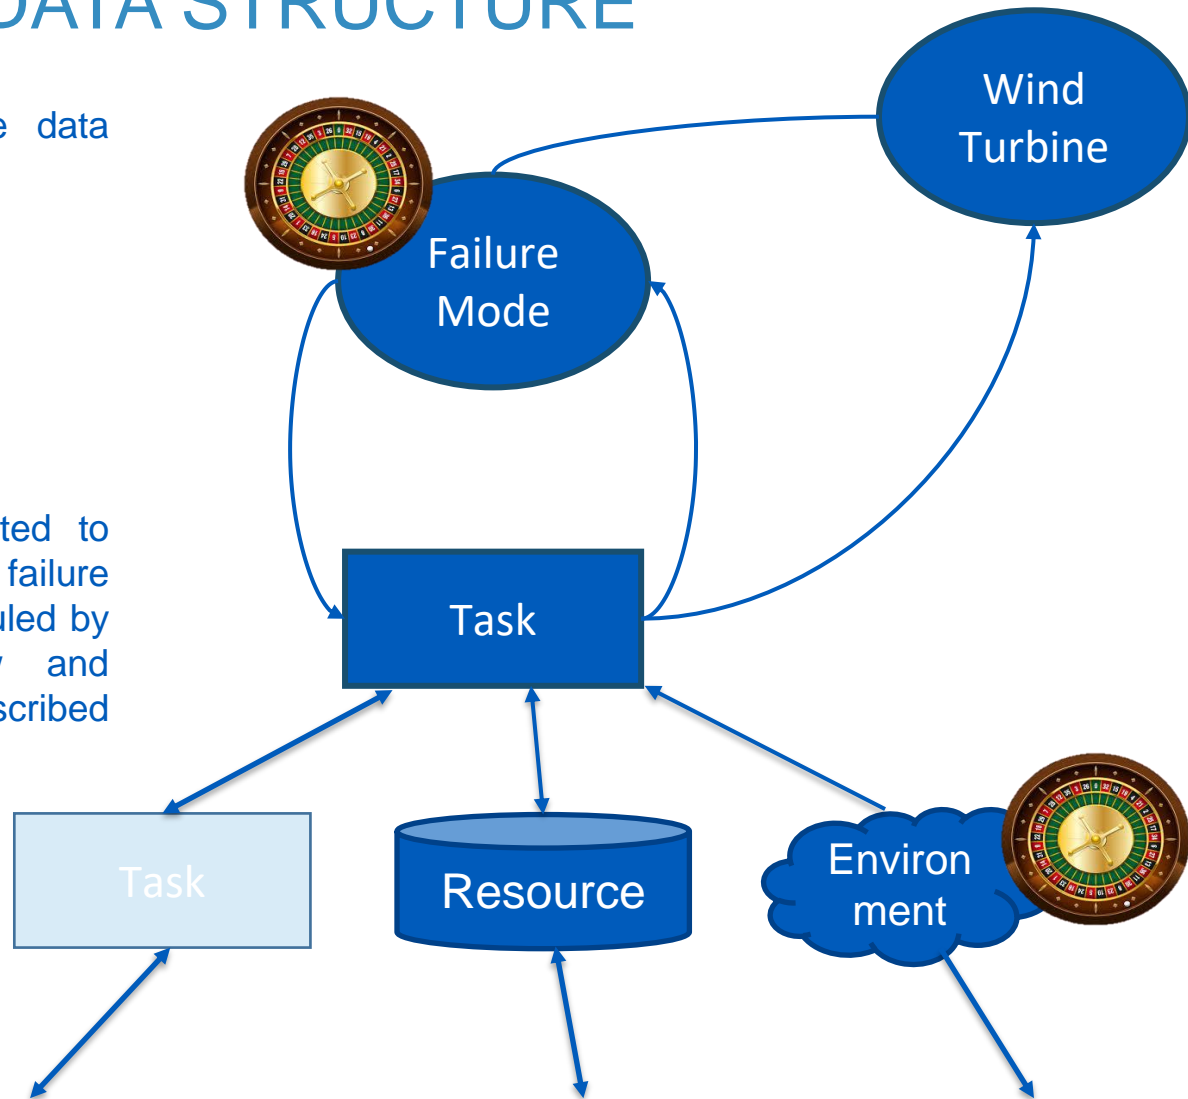 DATA STRUCTURE
data
ted to
failure
uled by
and
scribed
Wind
Turbine
Failure
Mode
Task
Task
Resource
Environ
ment